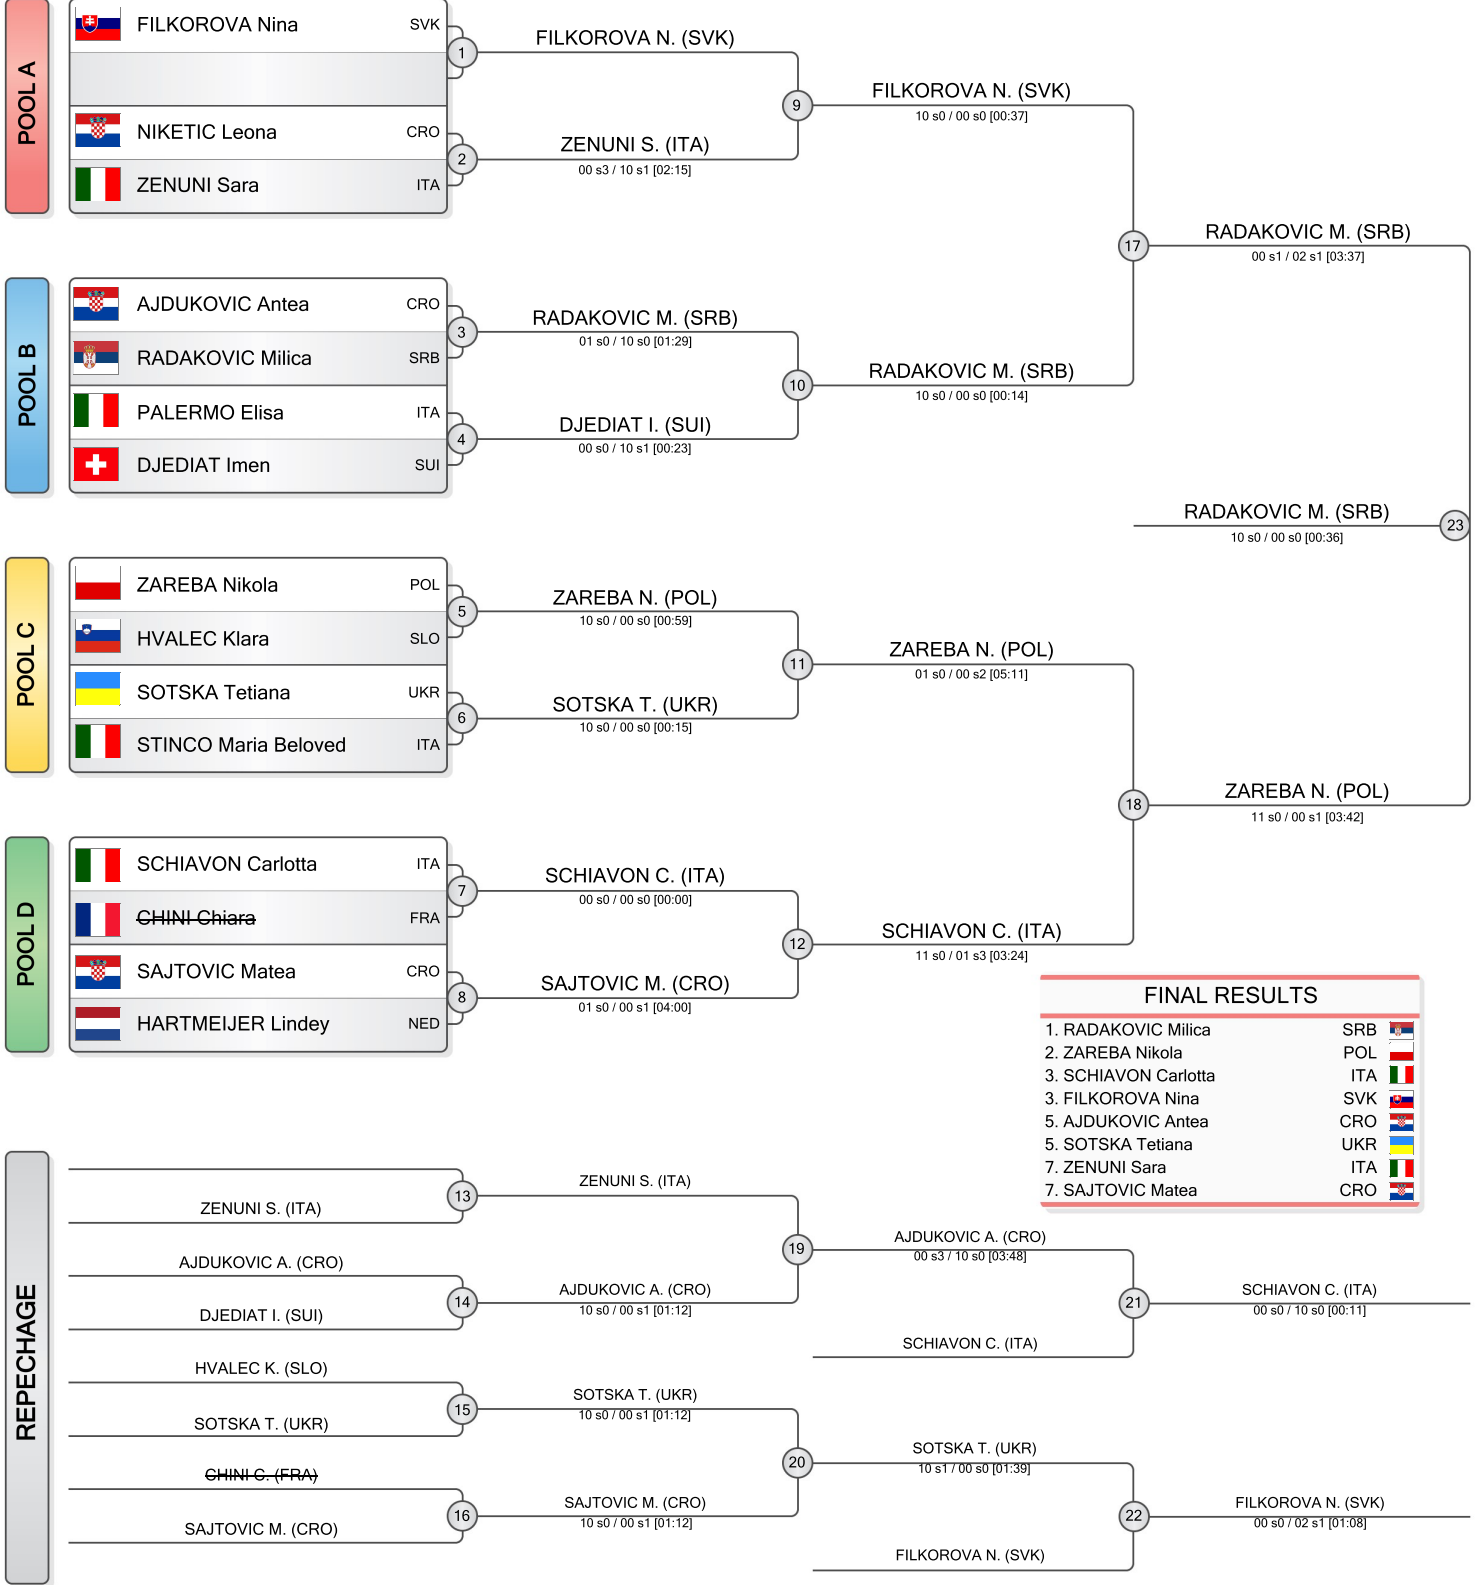 POOL A
FILKOROVA Nina SVK
NIKETIC Leona CRO
ZENUNI Sara ITA
1
2
FILKOROVA N. (SVK)
ZENUNI S. (ITA)
00 s3 / 10 s1 [02:15]
9
FILKOROVA N. (SVK)
10 s0 / 00 s0 [00:37]
POOL B
AJDUKOVIC Antea CRO
RADAKOVIC Milica SRB
PALERMO Elisa ITA
DJEDIAT Imen SUI
3
4
RADAKOVIC M. (SRB)
01 s0 / 10 s0 [01:29]
DJEDIAT I. (SUI)
00 s0 / 10 s1 [00:23]
10
RADAKOVIC M. (SRB)
10 s0 / 00 s0 [00:14]
17
RADAKOVIC M. (SRB)
00 s1 / 02 s1 [03:37]
RADAKOVIC M. (SRB)
10 s0 / 00 s0 [00:36]
23
POOL C
ZAREBA Nikola POL
HVALEC Klara SLO
SOTSKA Tetiana UKR
STINCO Maria Beloved ITA
5
6
ZAREBA N. (POL)
10 s0 / 00 s0 [00:59]
SOTSKA T. (UKR)
10 s0 / 00 s0 [00:15]
11
ZAREBA N. (POL)
01 s0 / 00 s2 [05:11]
POOL D
SCHIAVON Carlotta ITA
CHINI Chiara FRA
SAJTOVIC Matea CRO
HARTMEIJER Lindey NED
7
8
SCHIAVON C. (ITA)
00 s0 / 00 s0 [00:00]
SAJTOVIC M. (CRO)
01 s0 / 00 s1 [04:00]
12
SCHIAVON C. (ITA)
11 s0 / 01 s3 [03:24]
18
ZAREBA N. (POL)
11 s0 / 00 s1 [03:42]
FINAL RESULTS
1. RADAKOVIC Milica SRB
2. ZAREBA Nikola POL
3. SCHIAVON Carlotta ITA
3. FILKOROVA Nina SVK
5. AJDUKOVIC Antea CRO
5. SOTSKA Tetiana UKR
7. ZENUNI Sara ITA
7. SAJTOVIC Matea CRO
REPECHAGE
ZENUNI S. (ITA)
13
AJDUKOVIC A. (CRO)
DJEDIAT I. (SUI)
14
HVALEC K. (SLO)
SOTSKA T. (UKR)
15
CHINI C. (FRA)
SAJTOVIC M. (CRO)
16
ZENUNI S. (ITA)
AJDUKOVIC A. (CRO)
10 s0 / 00 s1 [01:12]
19
SOTSKA T. (UKR)
10 s0 / 00 s1 [01:12]
SAJTOVIC M. (CRO)
10 s0 / 00 s1 [01:12]
20
AJDUKOVIC A. (CRO)
00 s3 / 10 s0 [03:48]
SCHIAVON C. (ITA)
21
SCHIAVON C. (ITA)
00 s0 / 10 s0 [00:11]
SOTSKA T. (UKR)
10 s1 / 00 s0 [01:39]
FILKOROVA N. (SVK)
22
FILKOROVA N. (SVK)
00 s0 / 02 s1 [01:08]